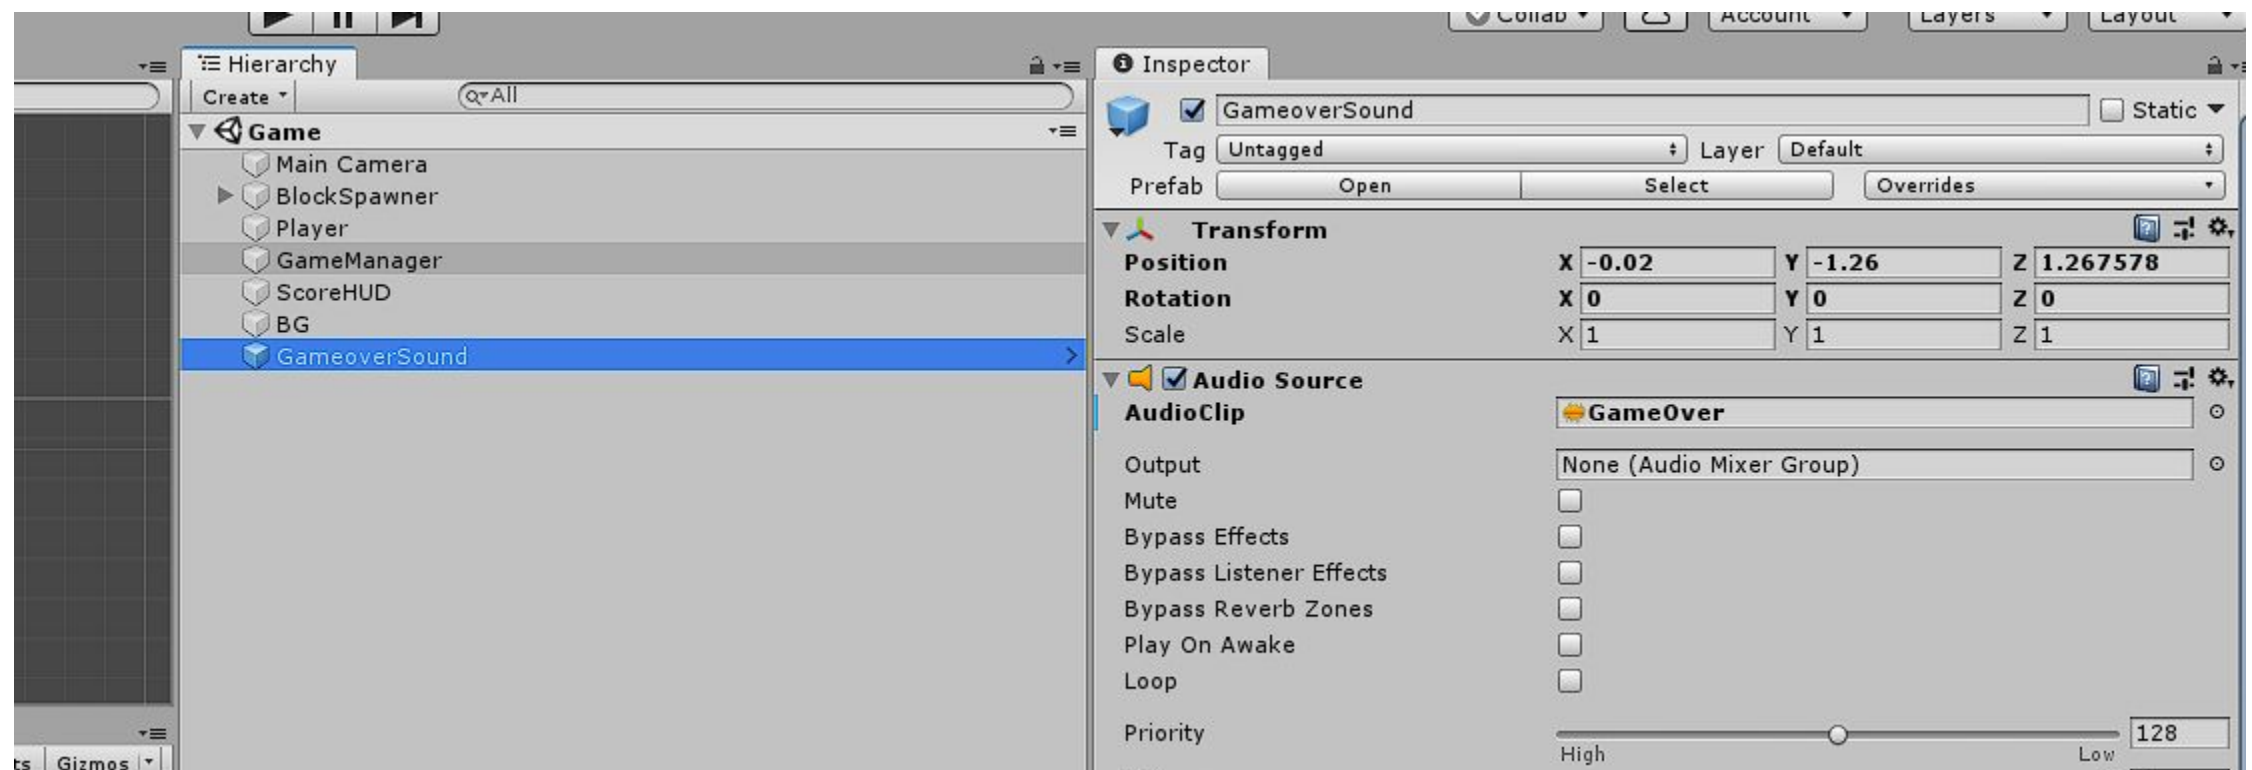 Collab Account Layers Layout
Hierarchy
Create All
Game
Main Camera
BlockSpawner
Player
GameManager
ScoreHUD
BG
GameoverSound
Gizmos
Inspector
GameoverSound Static
Tag Untagged Layer Default
Prefab Open Select Overrides
Transform
Position X -0.02 Y -1.26 Z 1.267578
Rotation X 0 Y 0 Z 0
Scale X 1 Y 1 Z 1
Audio Source
AudioClip GameOver
Output None (Audio Mixer Group)
Mute
Bypass Effects
Bypass Listener Effects
Bypass Reverb Zones
Play On Awake
Loop
Priority 128
High Low